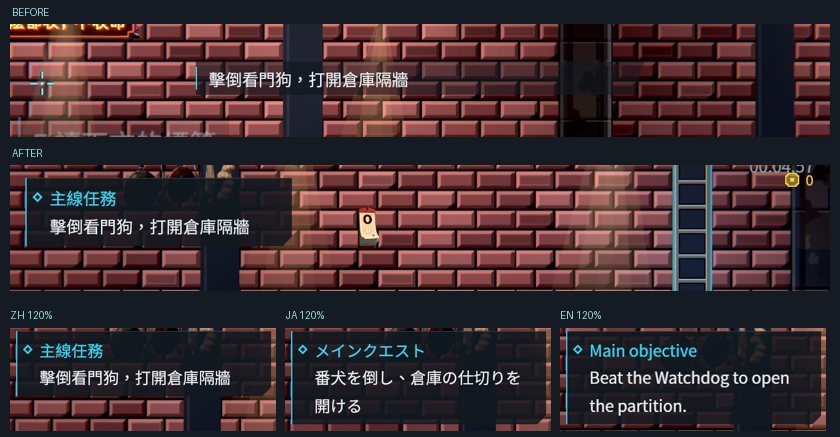 BEFORE
擊倒看門狗，打開倉庫隔牆
AFTER
00:04:57
0
主線任務
擊倒看門狗，打開倉庫隔牆
ZH 120%
JA 120%
EN 120%
主線任務
擊倒看門狗，打開倉庫隔牆
メインクエスト
番犬を倒し、倉庫の仕切りを
開ける
Main objective
Beat the Watchdog to open
the partition.